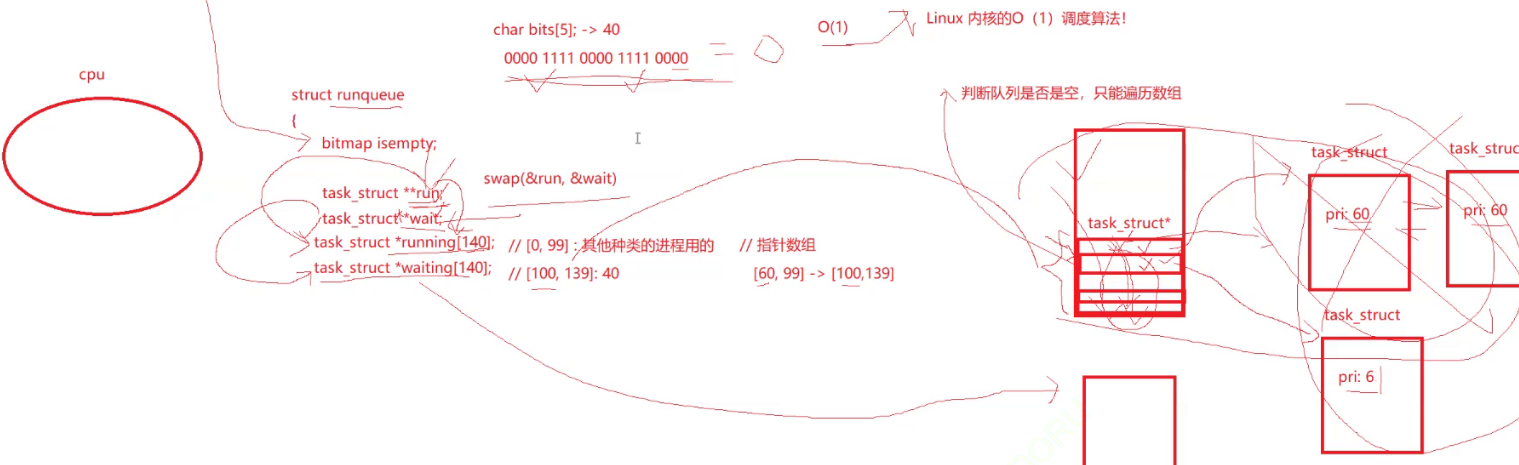 char bits[5]; -> 40
0000 1111 0000 1111 0000
O(1)
Linux 内核的O（1）调度算法！
cpu
struct runqueue
{
bitmap isempty;
task_struct **run;
task_struct **wait;
task_struct *running[140]; // [0, 99] : 其他种类的进程用的 // 指针数组
task_struct *waiting[140]; // [100, 139]: 40 [60, 99] -> [100,139]
swap(&run, &wait)
判断队列是否是空，只能遍历数组
task_struct*
task_struct
pri: 60
task_struc
pri: 60
task_struct
pri: 6